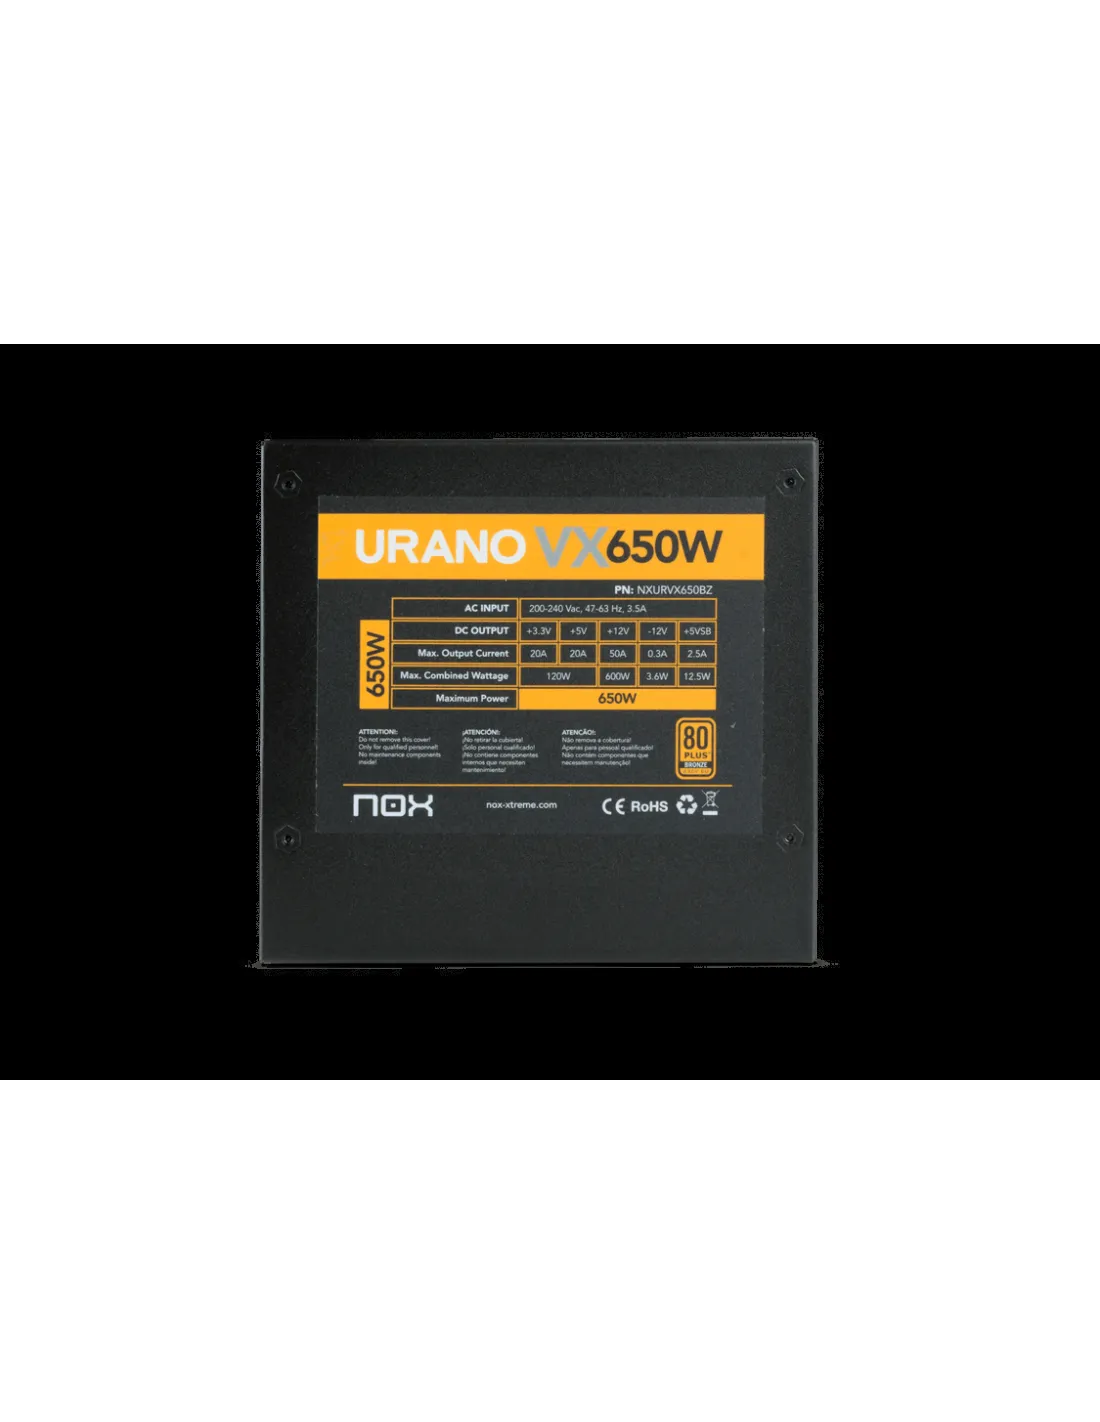 URANO VX650W
PN: NXURVX650BZ
650W
AC INPUT 200-240 Vac, 47-63 Hz, 3.5A
DC OUTPUT +3.3V +5V +12V -12V +5VSB
Max. Output Current 20A 20A 50A 0.3A 2.5A
Max. Combined Wattage 120W 600W 3.6W 12.5W
Maximum Power 650W
ATTENTION:
Do not remove this cover!
Only for qualified personnel!
No maintenance components
inside!
¡ATENCIÓN:
¡No retirar la cubierta!
¡Solo personal cualificado!
¡No contiene componentes
internos que necesiten
mantenimiento!
ATENÇÃO!:
Não remove a cobertura!
Apenas para pessoal qualificado!
Não contém componentes que
necesitem manutenção!
80
PLUS
BRONZE
nox
nox-xtreme.com
CE RoHS